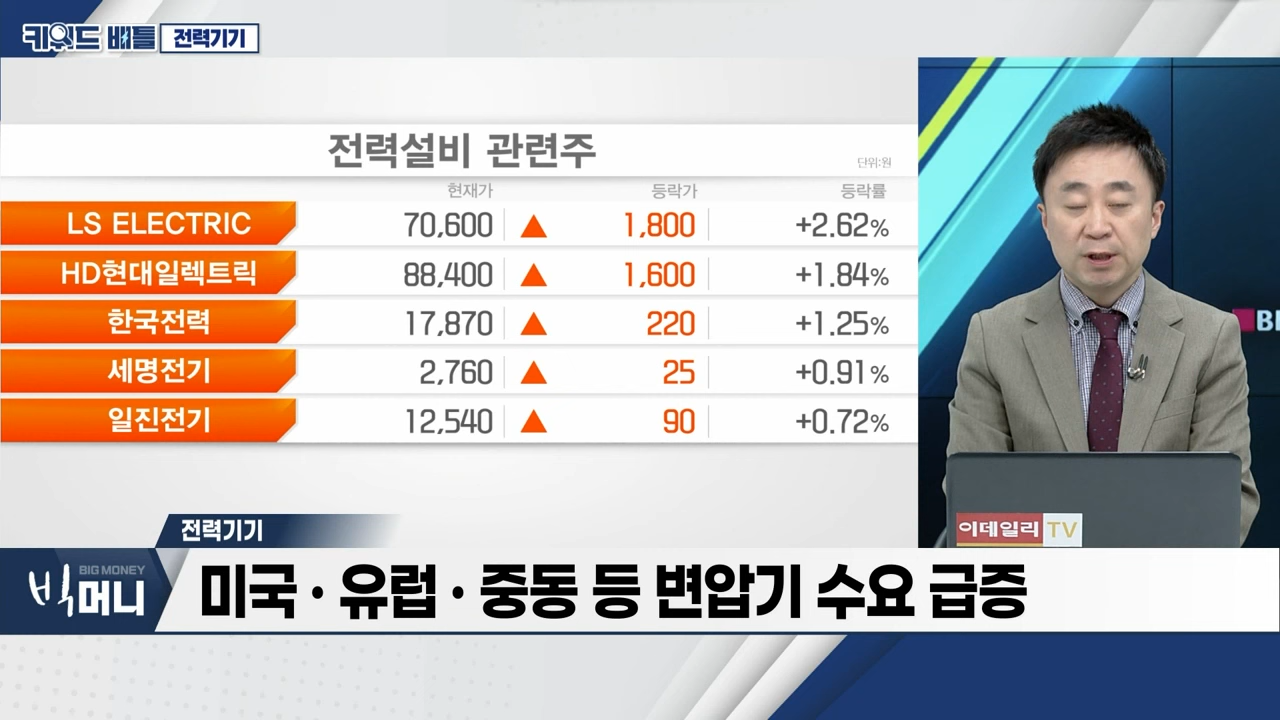 키워드 배틀 전력기기
전력설비 관련주
단위:원
현재가 등락가 등락률
LS ELECTRIC 70,600 ▲ 1,800 +2.62%
HD현대일렉트릭 88,400 ▲ 1,600 +1.84%
한국전력 17,870 ▲ 220 +1.25%
세명전기 2,760 ▲ 25 +0.91%
일진전기 12,540 ▲ 90 +0.72%
이데일리TV
전력기기
BIG MONEY
빅머니
미국·유럽·중동 등 변압기 수요 급증